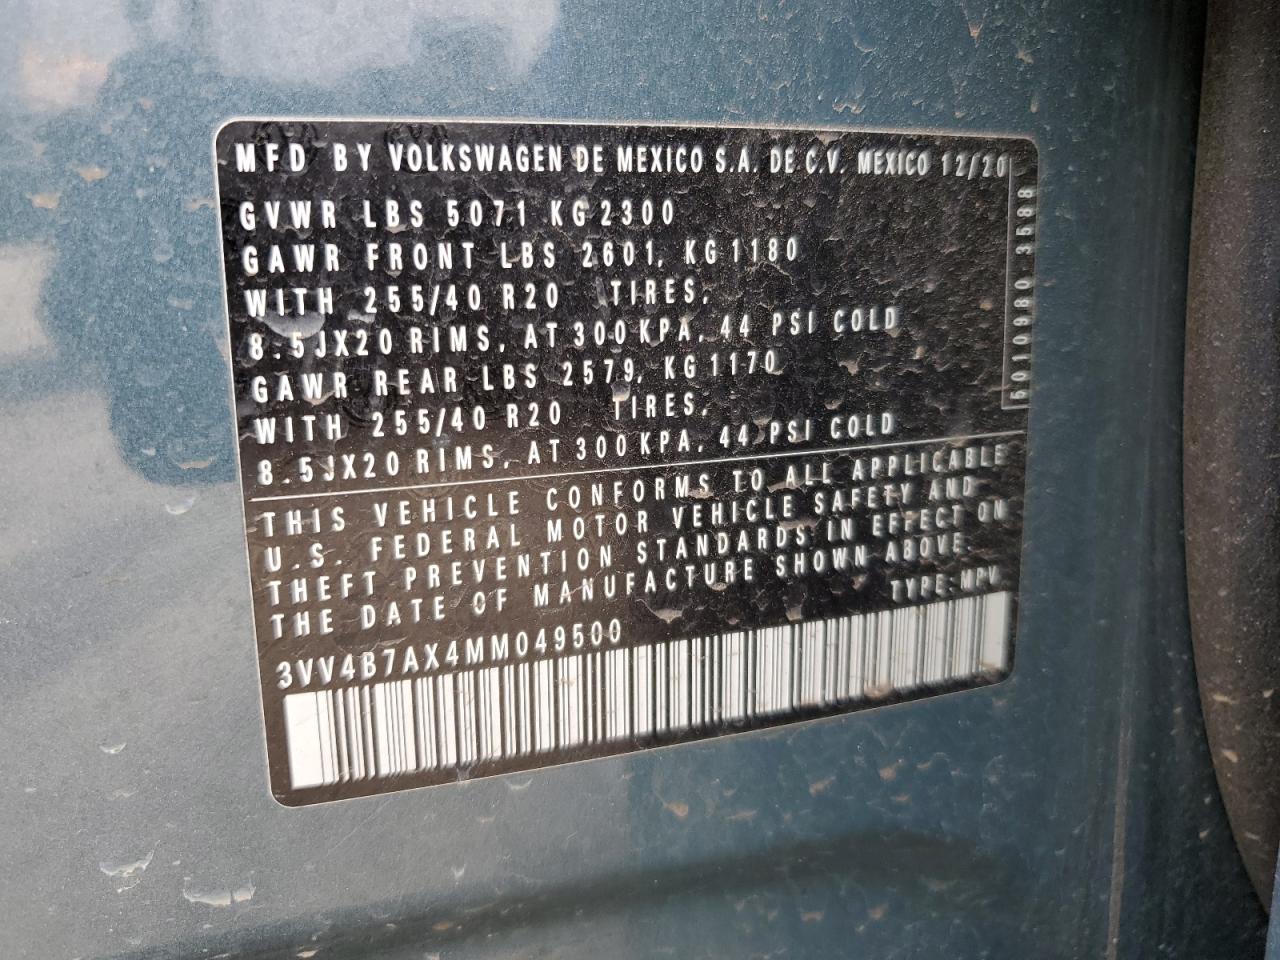 MFD BY VOLKSWAGEN DE MEXICO S.A. DE C.V. MEXICO 12/20
GVWR LBS 5071 KG 2300
GAWR FRONT LBS 2601, KG 1180
WITH 255/40 R20 TIRES,
8.5JX20 RIMS, AT 300 KPA, 44 PSI COLD
GAWR REAR LBS 2579, KG 1170
WITH 255/40 R20 TIRES,
8.5JX20 RIMS, AT 300 KPA, 44 PSI COLD
5010980 3588
THIS VEHICLE CONFORMS TO ALL APPLICABLE
U.S. FEDERAL MOTOR VEHICLE SAFETY AND
THEFT PREVENTION STANDARDS IN EFFECT ON
THE DATE OF MANUFACTURE SHOWN ABOVE.
TYPE: MPV
3VV4B7AX4MM049500